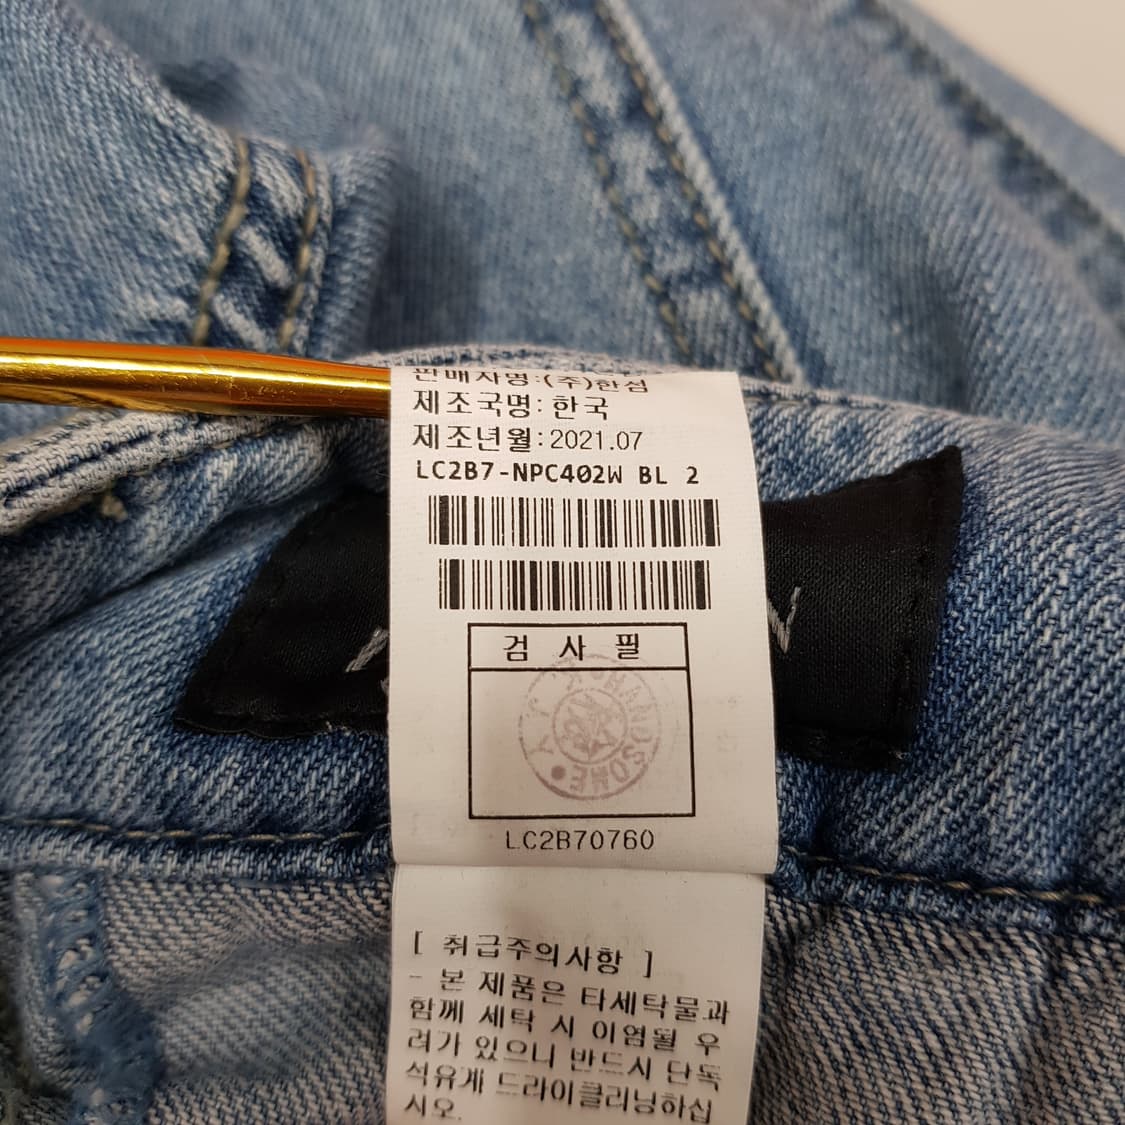 판매자명:(주)한섬
제조국명: 한국
제조년월:2021.07
LC2B7-NPC402W BL 2
검 사 필
HANDSOME
LC2B70760
[ 취급주의사항 ]
- 본 제품은 타세탁물과
함께 세탁 시 이염될 우
려가 있으니 반드시 단독
석유계 드라이클리닝하십
시오.